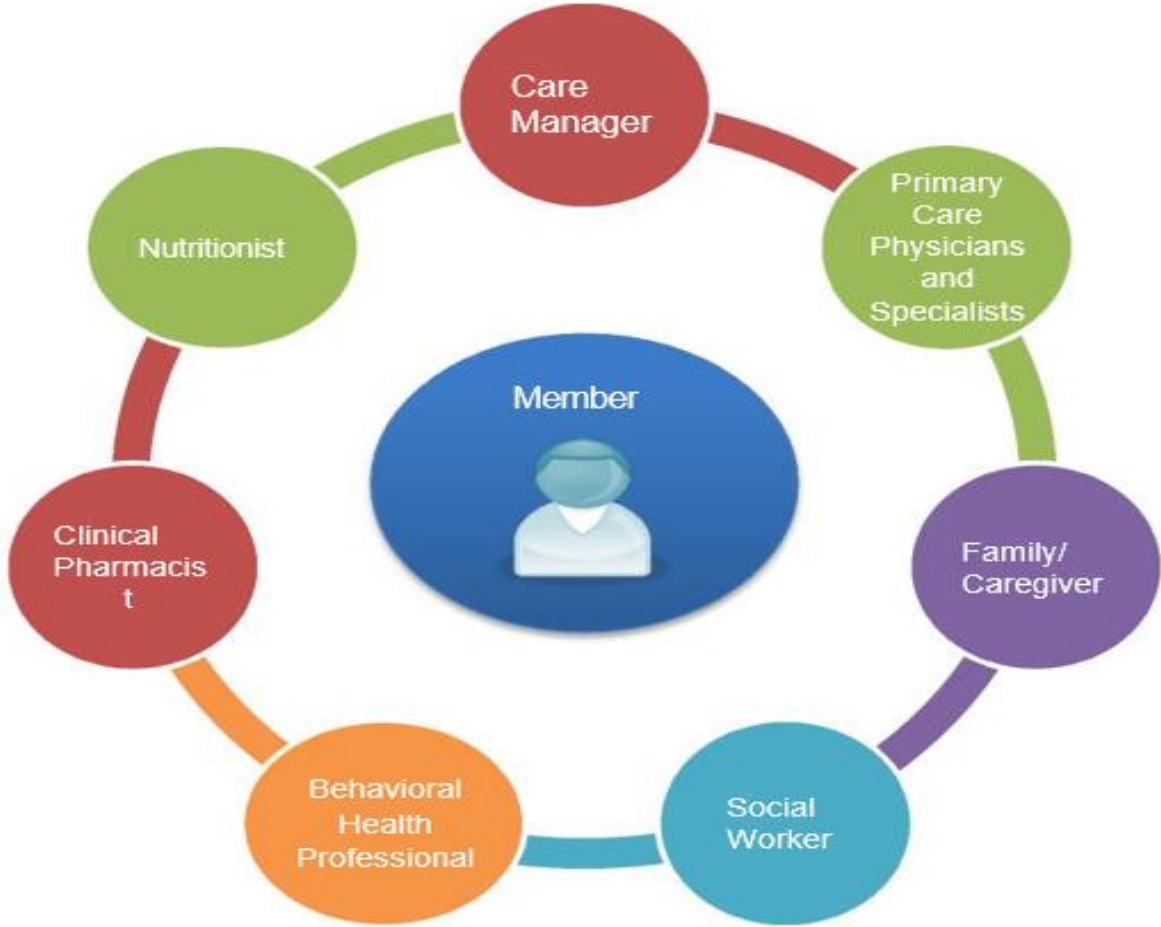 Care
Manager
Primary
Care
Physicians
and
Specialists
Nutritionist
Member
Clinical
Pharmacis
t
Family/
Caregiver
Behavioral
Health
Professional
Social
Worker